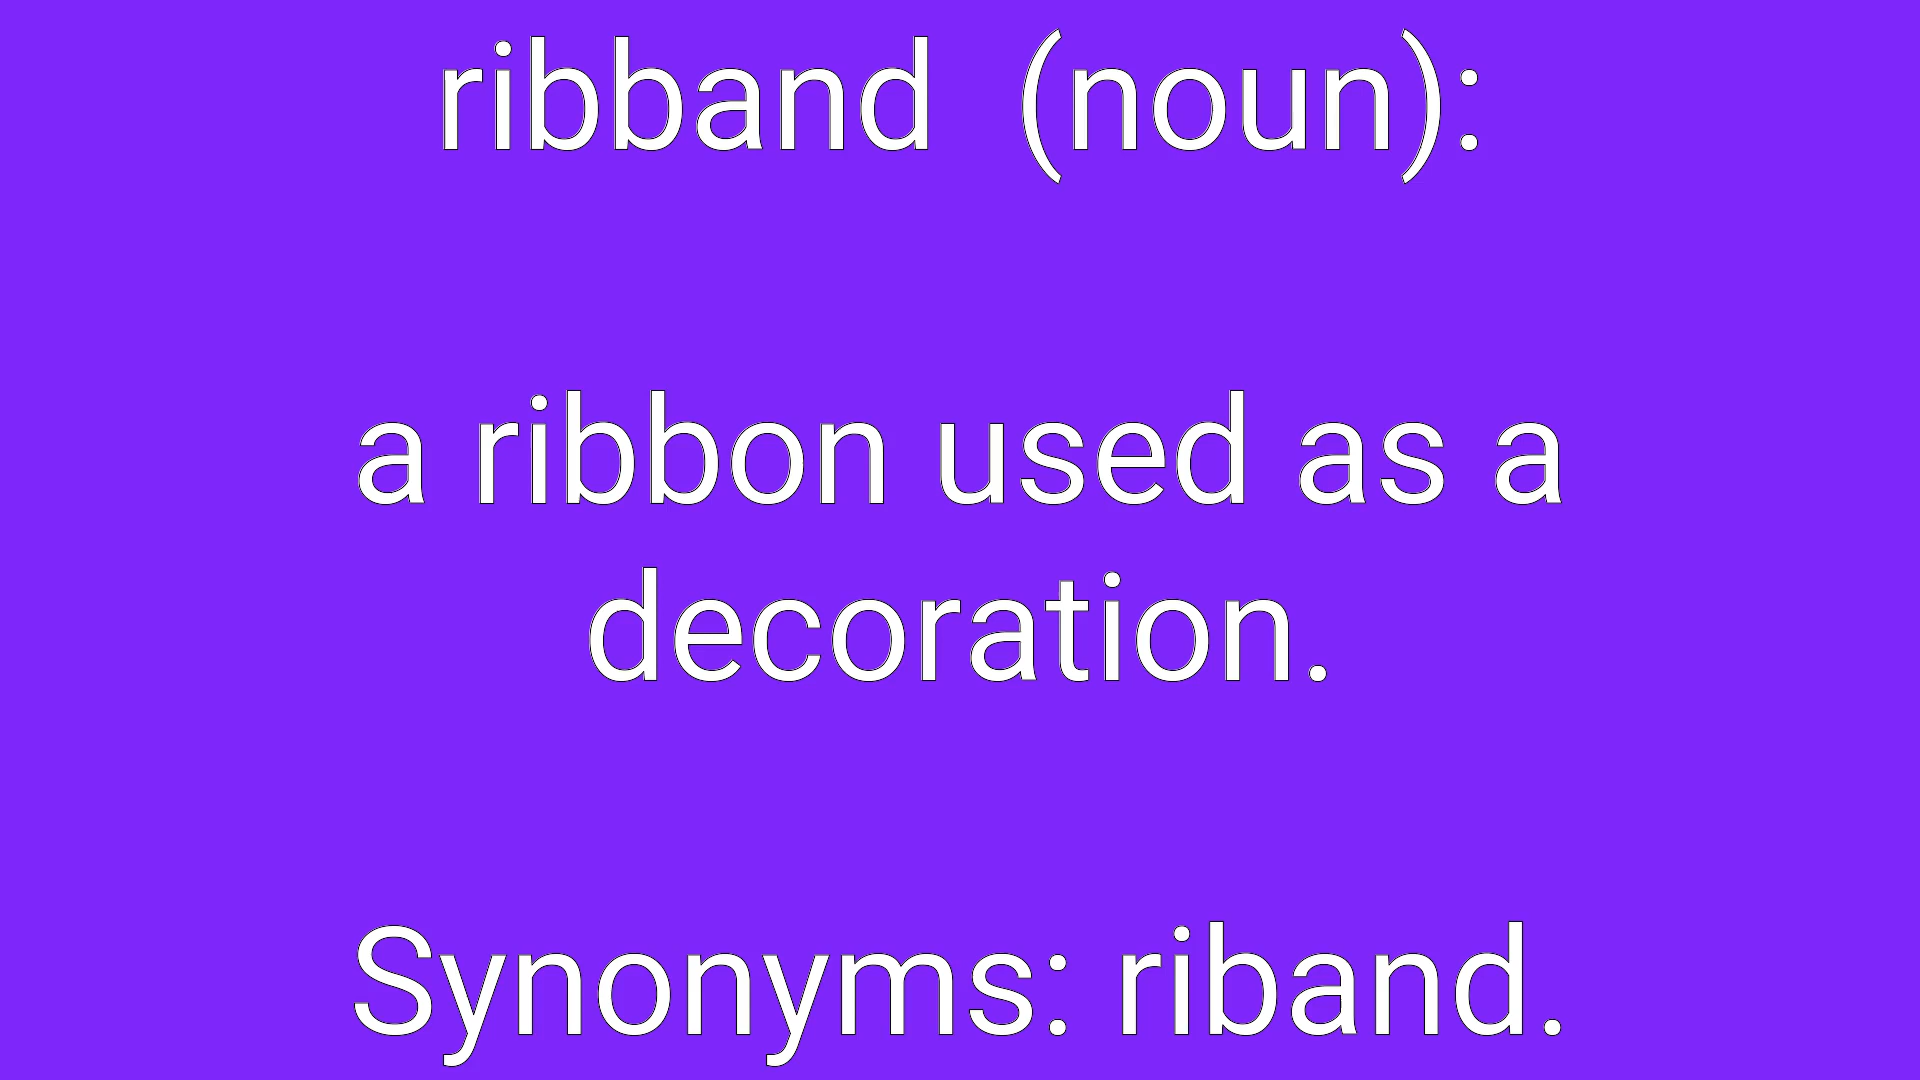 ribband  (noun):
a ribbon used as a
decoration.
Synonyms: riband.